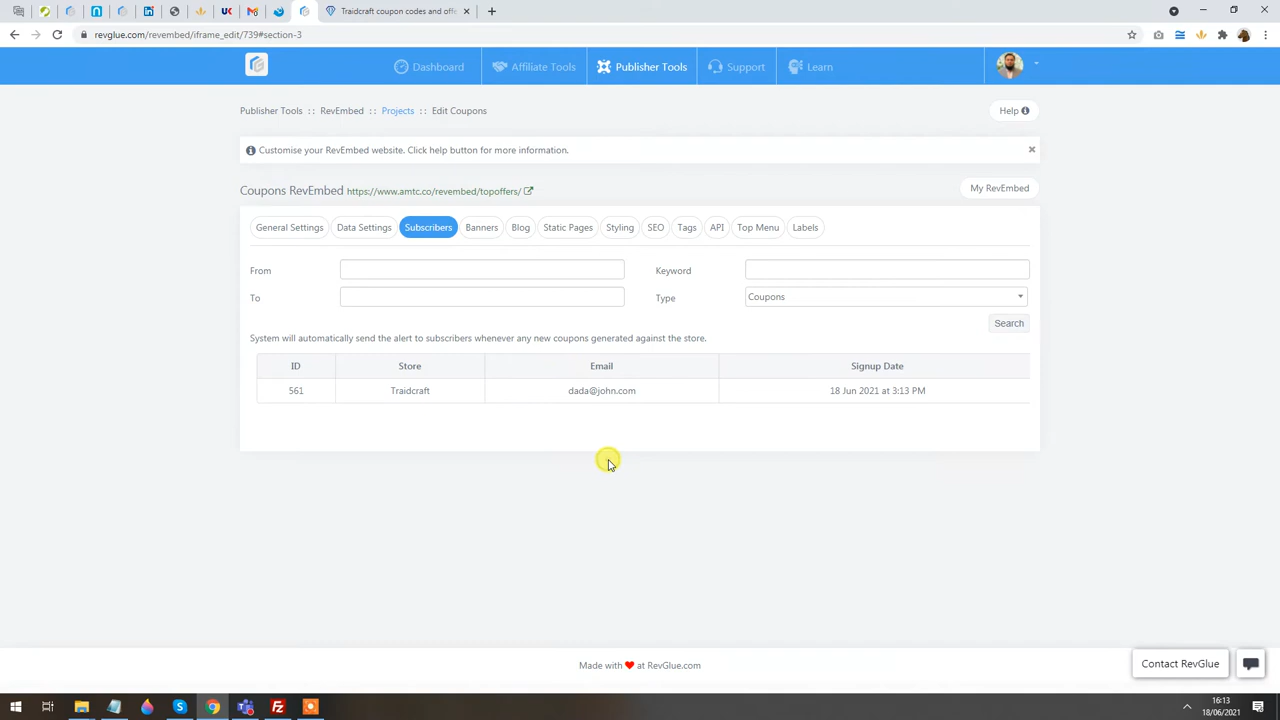 Traidcraft coupon codes and offe
revglue.com/revembed/iframe_edit/739#section-3
Dashboard
Affiliate Tools
Publisher Tools
Support
Learn
Publisher Tools :: RevEmbed :: Projects :: Edit Coupons
Help
Customise your RevEmbed website. Click help button for more information.
Coupons RevEmbed https://www.amtc.co/revembed/topoffers/
My RevEmbed
General Settings
Data Settings
Subscribers
Banners
Blog
Static Pages
Styling
SEO
Tags
API
Top Menu
Labels
From
Keyword
To
Type
Coupons
Search
System will automatically send the alert to subscribers whenever any new coupons generated against the store.
ID Store Email Signup Date
561 Traidcraft dada@john.com 18 Jun 2021 at 3:13 PM
Made with ❤ at RevGlue.com
Contact RevGlue
16:13
18/06/2021